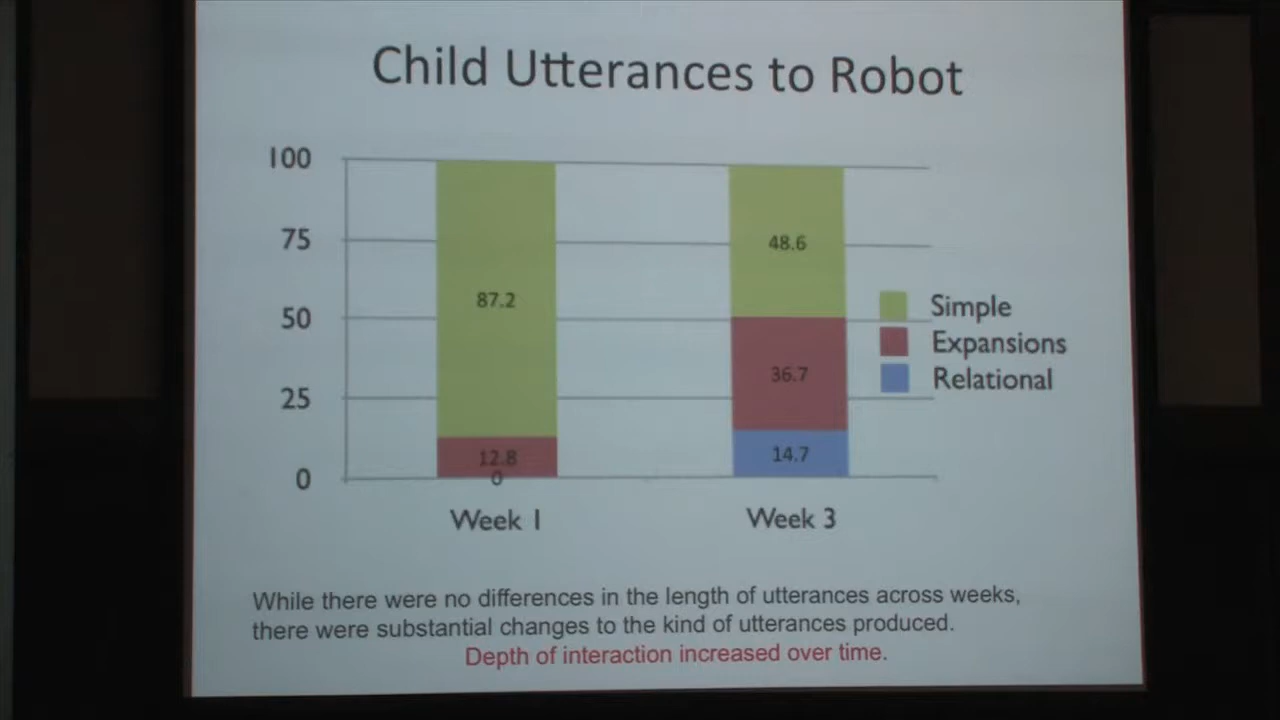 Child Utterances to Robot
100
75
50
25
0
87.2
12.8
0
48.6
36.7
14.7
Week 1
Week 3
Simple
Expansions
Relational
While there were no differences in the length of utterances across weeks,
there were substantial changes to the kind of utterances produced.
Depth of interaction increased over time.